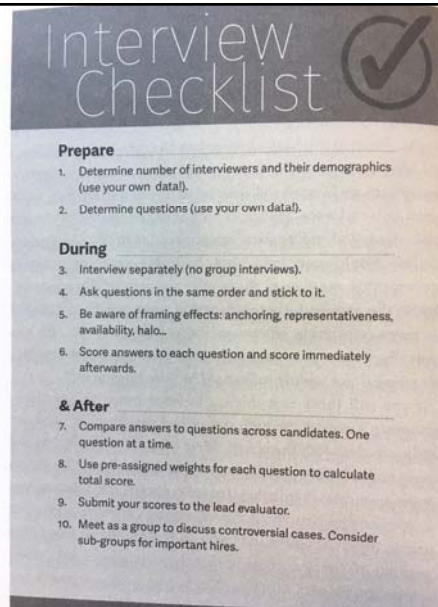 Interview
Checklist
Prepare
1. Determine number of interviewers and their demographics
(use your own data!).
2. Determine questions (use your own data!).
During
3. Interview separately (no group interviews).
4. Ask questions in the same order and stick to it.
5. Be aware of framing effects: anchoring, representativeness,
availability, halo...
6. Score answers to each question and score immediately
afterwards.
& After
7. Compare answers to questions across candidates. One
question at a time.
8. Use pre-assigned weights for each question to calculate
total score.
9. Submit your scores to the lead evaluator.
10. Meet as a group to discuss controversial cases. Consider
sub-groups for important hires.